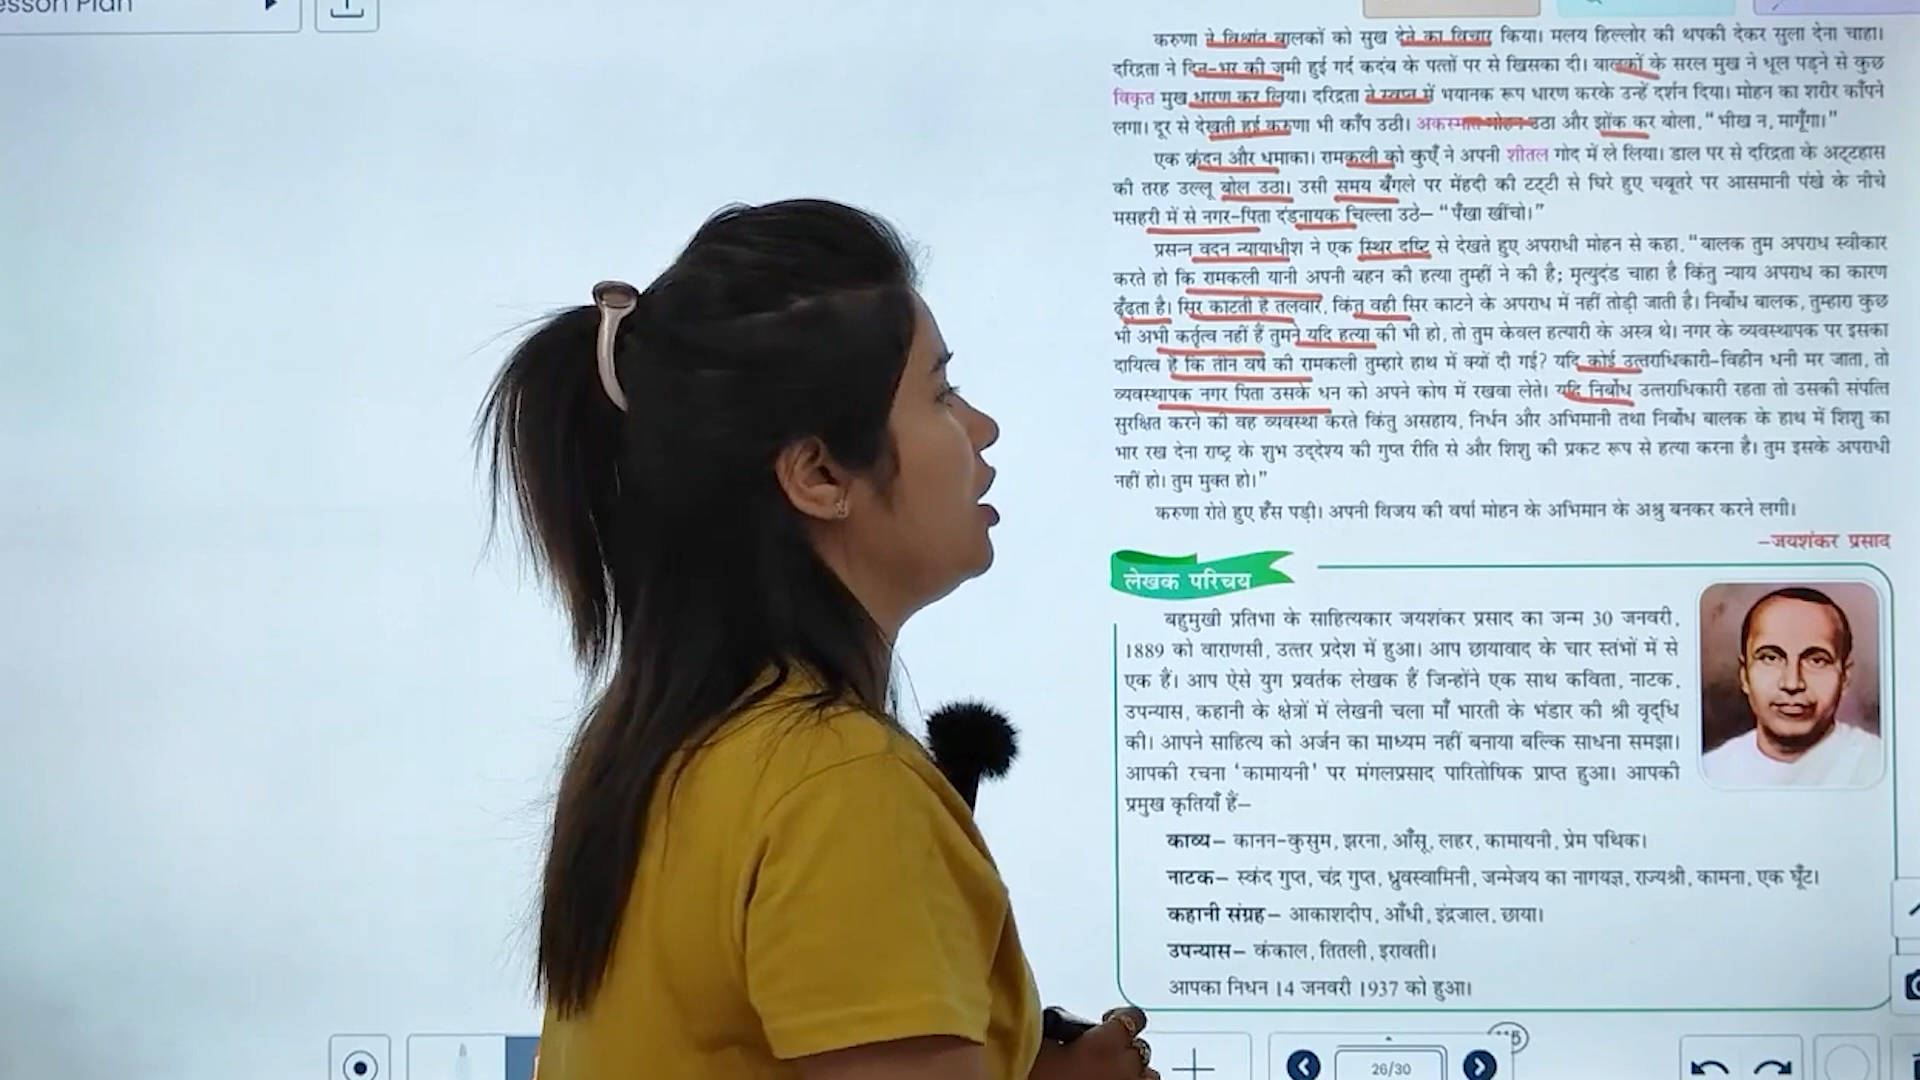 esson Plan
करुणा ने विश्रांत बालकों को सुख देने का विचार किया। मलय हिल्लोर की थपकी देकर सुला देना चाहा।
दरिद्रता ने दिन-भर की जमी हुई गर्द कदंब के पत्तों पर से खिसका दी। बालकों के सरल मुख ने धूल पड़ने से कुछ
विकृत मुख धारण कर लिया। दरिद्रता ने स्वप्न में भयानक रूप धारण करके उन्हें दर्शन दिया। मोहन का शरीर काँपने
लगा। दूर से देखती हुई करुणा भी काँप उठी। अकस्मात मोहन उठा और झोंक कर बोला, “भीख न, मागूँगा।”
एक क्रंदन और धमाका। रामकली को कुएँ ने अपनी शीतल गोद में ले लिया। डाल पर से दरिद्रता के अट्टहास
की तरह उल्लू बोल उठा। उसी समय बँगले पर मेंहदी की टट्टी से घिरे हुए चबूतरे पर आसमानी पंखे के नीचे
मसहरी में से नगर-पिता दंडनायक चिल्ला उठे– “पँखा खींचो।”
प्रसन्न वदन न्यायाधीश ने एक स्थिर दृष्टि से देखते हुए अपराधी मोहन से कहा, “बालक तुम अपराध स्वीकार
करते हो कि रामकली यानी अपनी बहन की हत्या तुम्हीं ने की है; मृत्युदंड चाहा है किंतु न्याय अपराध का कारण
ढूँढ़ता है। सिर काटती है तलवार, किंतु वही सिर काटने के अपराध में नहीं तोड़ी जाती है। निर्बोध बालक, तुम्हारा कुछ
भी अभी कर्तृत्व नहीं है तुमने यदि हत्या की भी हो, तो तुम केवल हत्यारी के अस्त्र थे। नगर के व्यवस्थापक पर इसका
दायित्व है कि तीन वर्ष की रामकली तुम्हारे हाथ में क्यों दी गई? यदि कोई उत्तराधिकारी-विहीन धनी मर जाता, तो
व्यवस्थापक नगर पिता उसके धन को अपने कोष में रखवा लेते। यदि निर्बोध उत्तराधिकारी रहता तो उसकी संपत्ति
सुरक्षित करने की वह व्यवस्था करते किंतु असहाय, निर्धन और अभिमानी तथा निर्बोध बालक के हाथ में शिशु का
भार रख देना राष्ट्र के शुभ उद्देश्य की गुप्त रीति से और शिशु की प्रकट रूप से हत्या करना है। तुम इसके अपराधी
नहीं हो। तुम मुक्त हो।”
करुणा रोते हुए हँस पड़ी। अपनी विजय की वर्षा मोहन के अभिमान के अश्रु बनकर करने लगी।
–जयशंकर प्रसाद
लेखक परिचय
बहुमुखी प्रतिभा के साहित्यकार जयशंकर प्रसाद का जन्म 30 जनवरी,
1889 को वाराणसी, उत्तर प्रदेश में हुआ। आप छायावाद के चार स्तंभों में से
एक हैं। आप ऐसे युग प्रवर्तक लेखक हैं जिन्होंने एक साथ कविता, नाटक,
उपन्यास, कहानी के क्षेत्रों में लेखनी चला माँ भारती के भंडार की श्री वृद्धि
की। आपने साहित्य को अर्जन का माध्यम नहीं बनाया बल्कि साधना समझा।
आपकी रचना ‘कामायनी’ पर मंगलप्रसाद पारितोषिक प्राप्त हुआ। आपकी
प्रमुख कृतियाँ हैं–
काव्य– कानन-कुसुम, झरना, आँसू, लहर, कामायनी, प्रेम पथिक।
नाटक– स्कंद गुप्त, चंद्र गुप्त, ध्रुवस्वामिनी, जन्मेजय का नागयज्ञ, राज्यश्री, कामना, एक घूँट।
कहानी संग्रह– आकाशदीप, आँधी, इंद्रजाल, छाया।
उपन्यास– कंकाल, तितली, इरावती।
आपका निधन 14 जनवरी 1937 को हुआ।
26/30